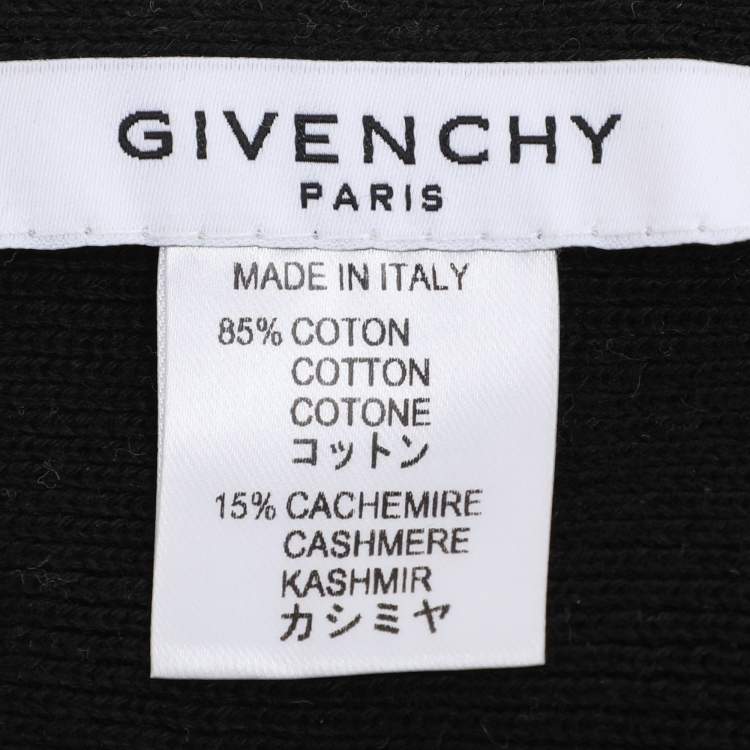 GIVENCHY
PARIS
MADE IN ITALY
85% COTON
COTTON
COTONE
コットン
15% CACHEMIRE
CASHMERE
KASHMIR
カシミヤ